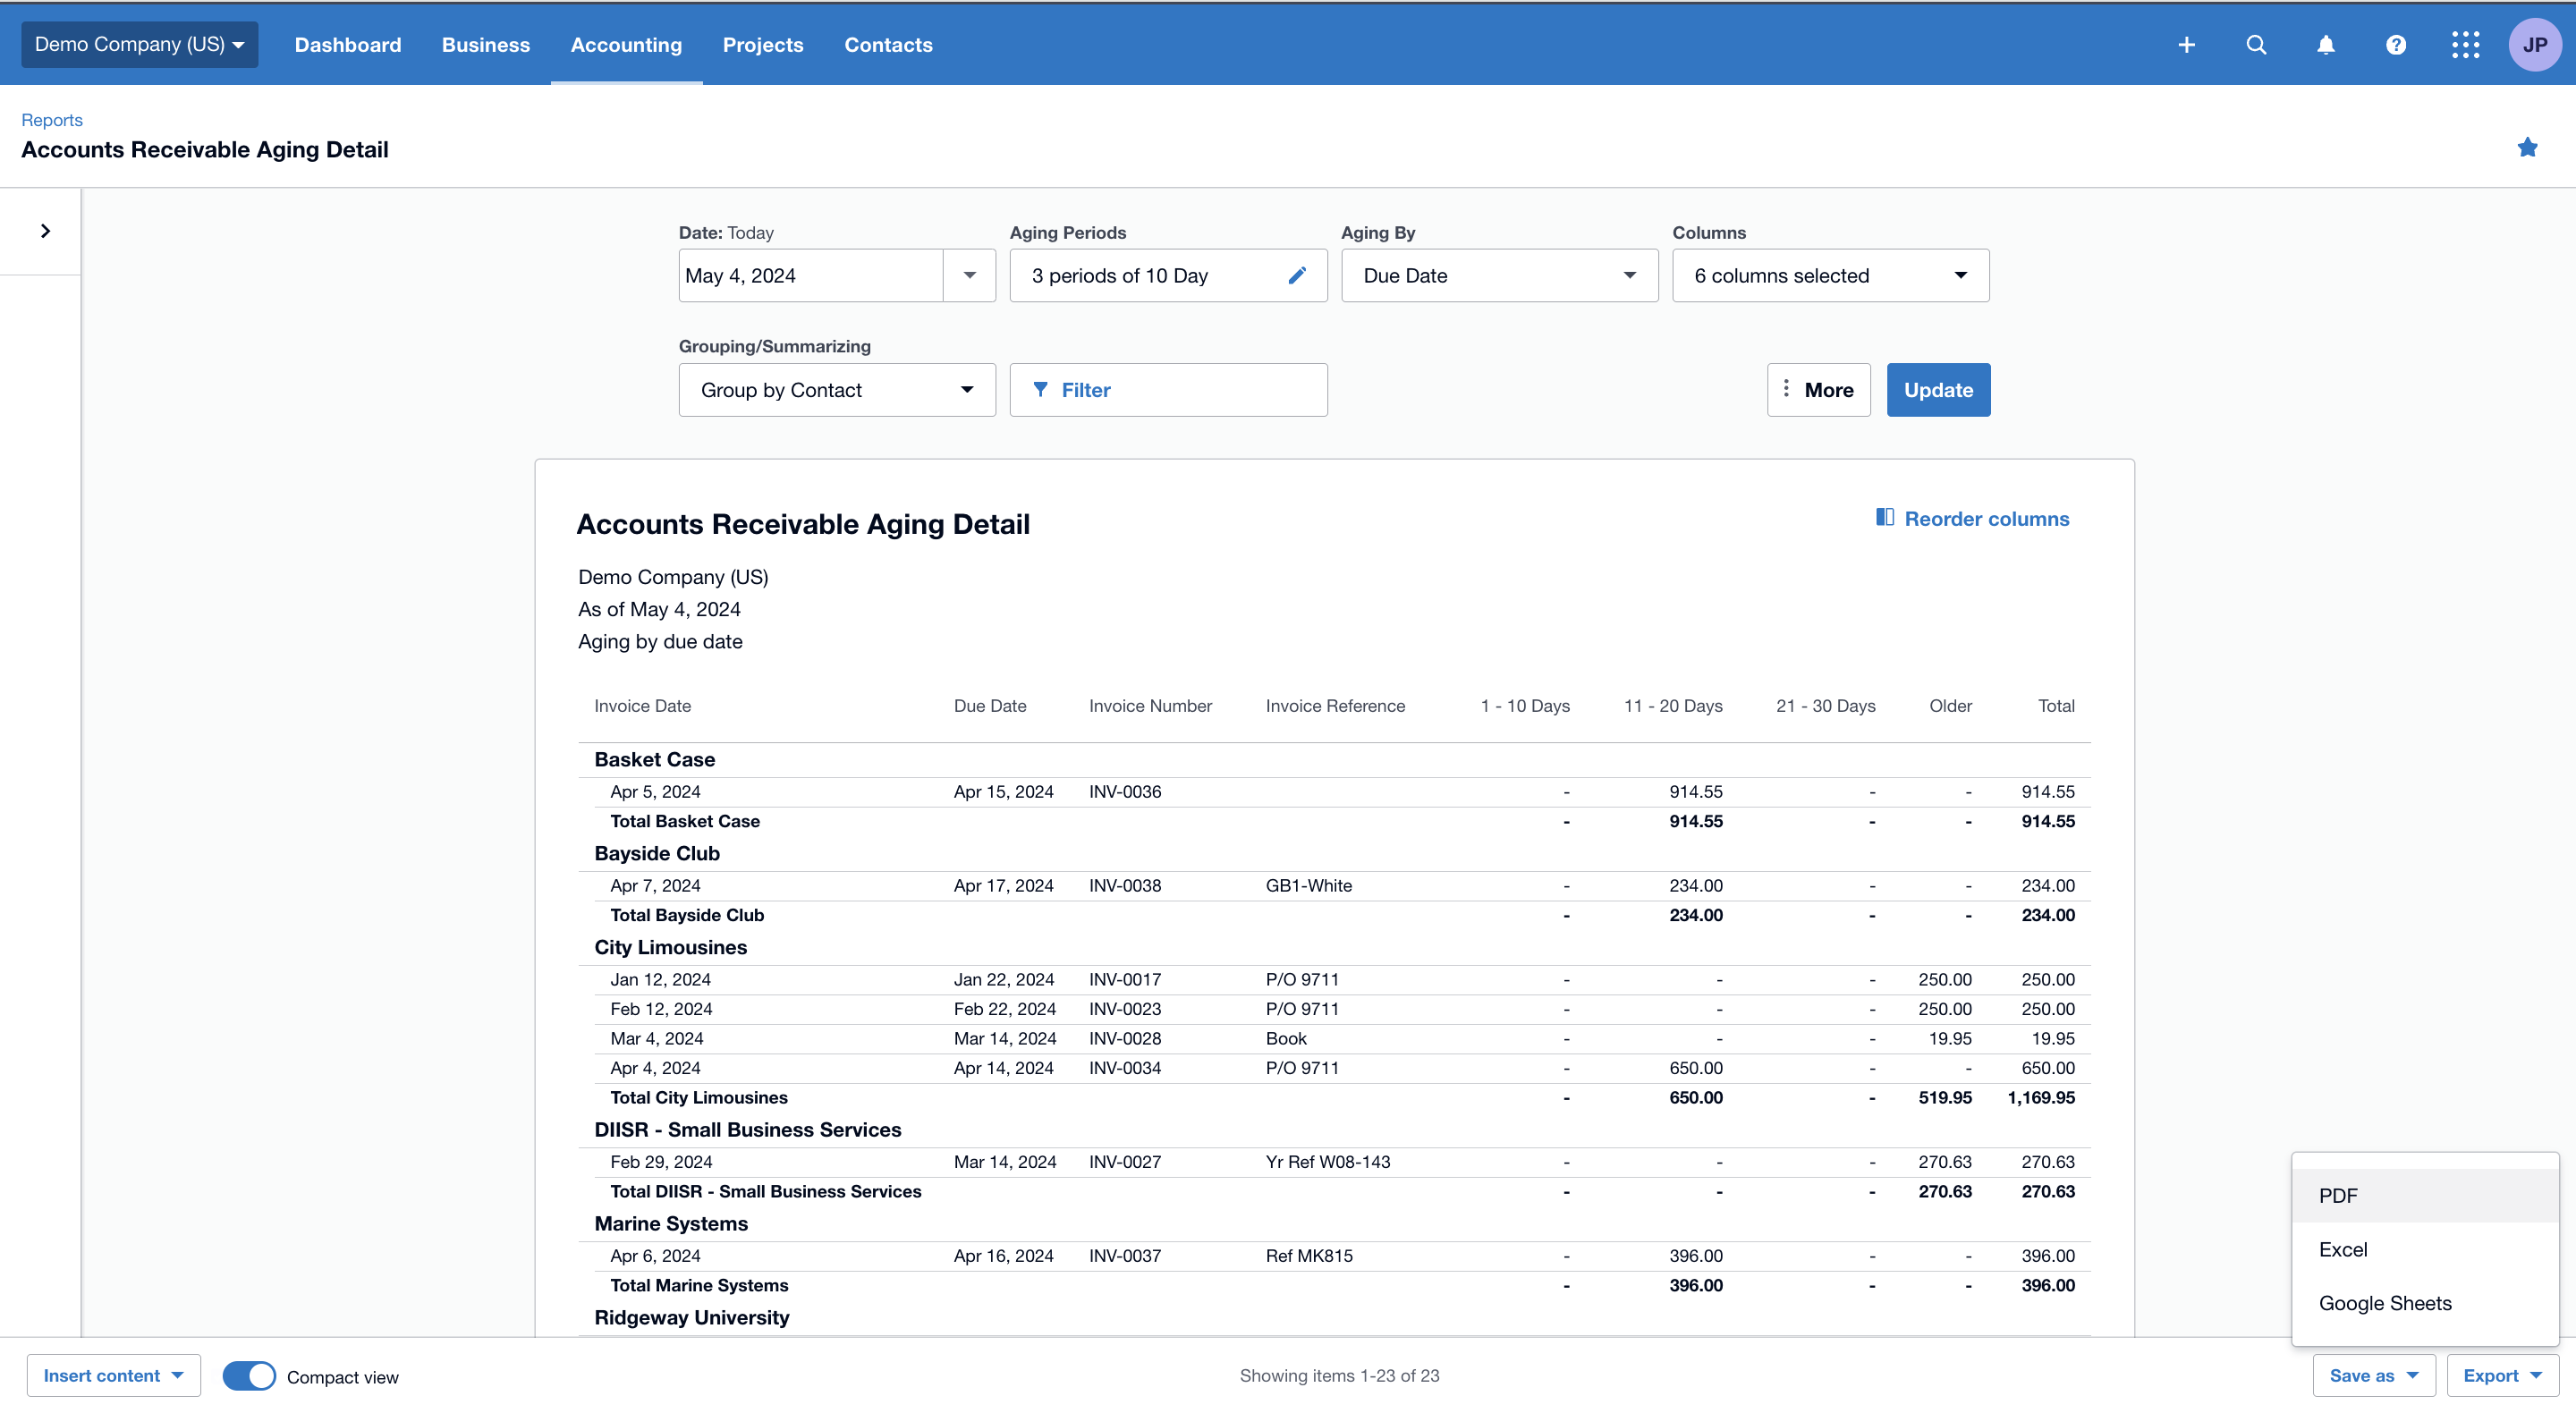 Demo Company (US) Dashboard Business Accounting Projects Contacts JP
Reports
Accounts Receivable Aging Detail
Date: Today Aging Periods Aging By Columns
May 4, 2024 3 periods of 10 Day Due Date 6 columns selected
Grouping/Summarizing
Group by Contact Filter More Update
Accounts Receivable Aging Detail Reorder columns
Demo Company (US)
As of May 4, 2024
Aging by due date
Invoice Date Due Date Invoice Number Invoice Reference 1 - 10 Days 11 - 20 Days 21 - 30 Days Older Total
Basket Case
Apr 5, 2024 Apr 15, 2024 INV-0036 - 914.55 - - 914.55
Total Basket Case - 914.55 - - 914.55
Bayside Club
Apr 7, 2024 Apr 17, 2024 INV-0038 GB1-White - 234.00 - - 234.00
Total Bayside Club - 234.00 - - 234.00
City Limousines
Jan 12, 2024 Jan 22, 2024 INV-0017 P/O 9711 - - - 250.00 250.00
Feb 12, 2024 Feb 22, 2024 INV-0023 P/O 9711 - - - 250.00 250.00
Mar 4, 2024 Mar 14, 2024 INV-0028 Book - - - 19.95 19.95
Apr 4, 2024 Apr 14, 2024 INV-0034 P/O 9711 - 650.00 - - 650.00
Total City Limousines - 650.00 - 519.95 1,169.95
DIISR - Small Business Services
Feb 29, 2024 Mar 14, 2024 INV-0027 Yr Ref W08-143 - - - 270.63 270.63
Total DIISR - Small Business Services - - - 270.63 270.63
Marine Systems
Apr 6, 2024 Apr 16, 2024 INV-0037 Ref MK815 - 396.00 - - 396.00
Total Marine Systems - 396.00 - - 396.00
Ridgeway University
PDF
Excel
Google Sheets
Insert content Compact view Showing items 1-23 of 23 Save as Export